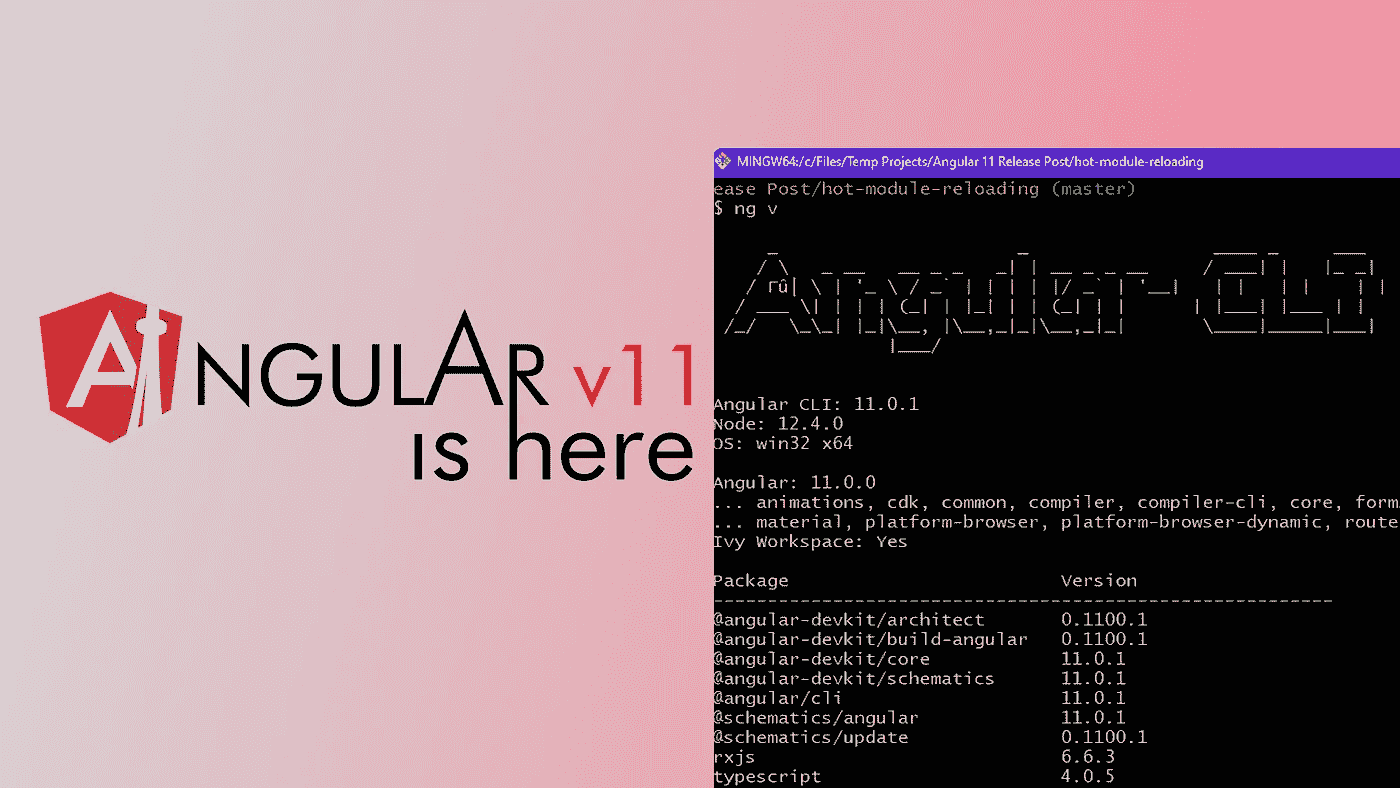 ANGULAR v11
is here
MINGW64:/c/Files/Temp Projects/Angular 11 Release Post/hot-module-reloading
ease Post/hot-module-reloading (master)
$ ng v
Angular CLI
Angular CLI: 11.0.1
Node: 12.4.0
OS: win32 x64
Angular: 11.0.0
... animations, cdk, common, compiler, compiler-cli, core, form
... material, platform-browser, platform-browser-dynamic, route
Ivy Workspace: Yes
Package Version
------------------------------------------------------
@angular-devkit/architect 0.1100.1
@angular-devkit/build-angular 0.1100.1
@angular-devkit/core 11.0.1
@angular-devkit/schematics 11.0.1
@angular/cli 11.0.1
@schematics/angular 11.0.1
@schematics/update 0.1100.1
rxjs 6.6.3
typescript 4.0.5